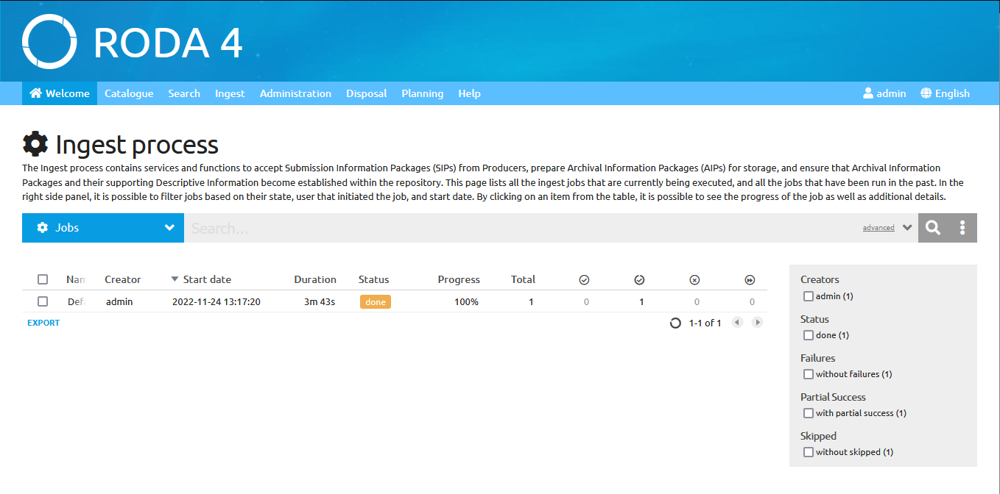 RODA 4
Welcome Catalogue Search Ingest Administration Disposal Planning Help admin English
Ingest process
The Ingest process contains services and functions to accept Submission Information Packages (SIPs) from Producers, prepare Archival Information Packages (AIPs) for storage, and ensure that Archival Information
Packages and their supporting Descriptive Information become established within the repository. This page lists all the ingest jobs that are currently being executed, and all the jobs that have been run in the past. In the
right side panel, it is possible to filter jobs based on their state, user that initiated the job, and start date. By clicking on an item from the table, it is possible to see the progress of the job as well as additional details.
Jobs Search... advanced
Creator Start date Duration Status Progress Total
admin 2022-11-24 13:17:20 3m 43s done 100% 1 0 1 0 0
EXPORT 1-1 of 1
Creators
admin (1)
Status
done (1)
Failures
without failures (1)
Partial Success
with partial success (1)
Skipped
without skipped (1)